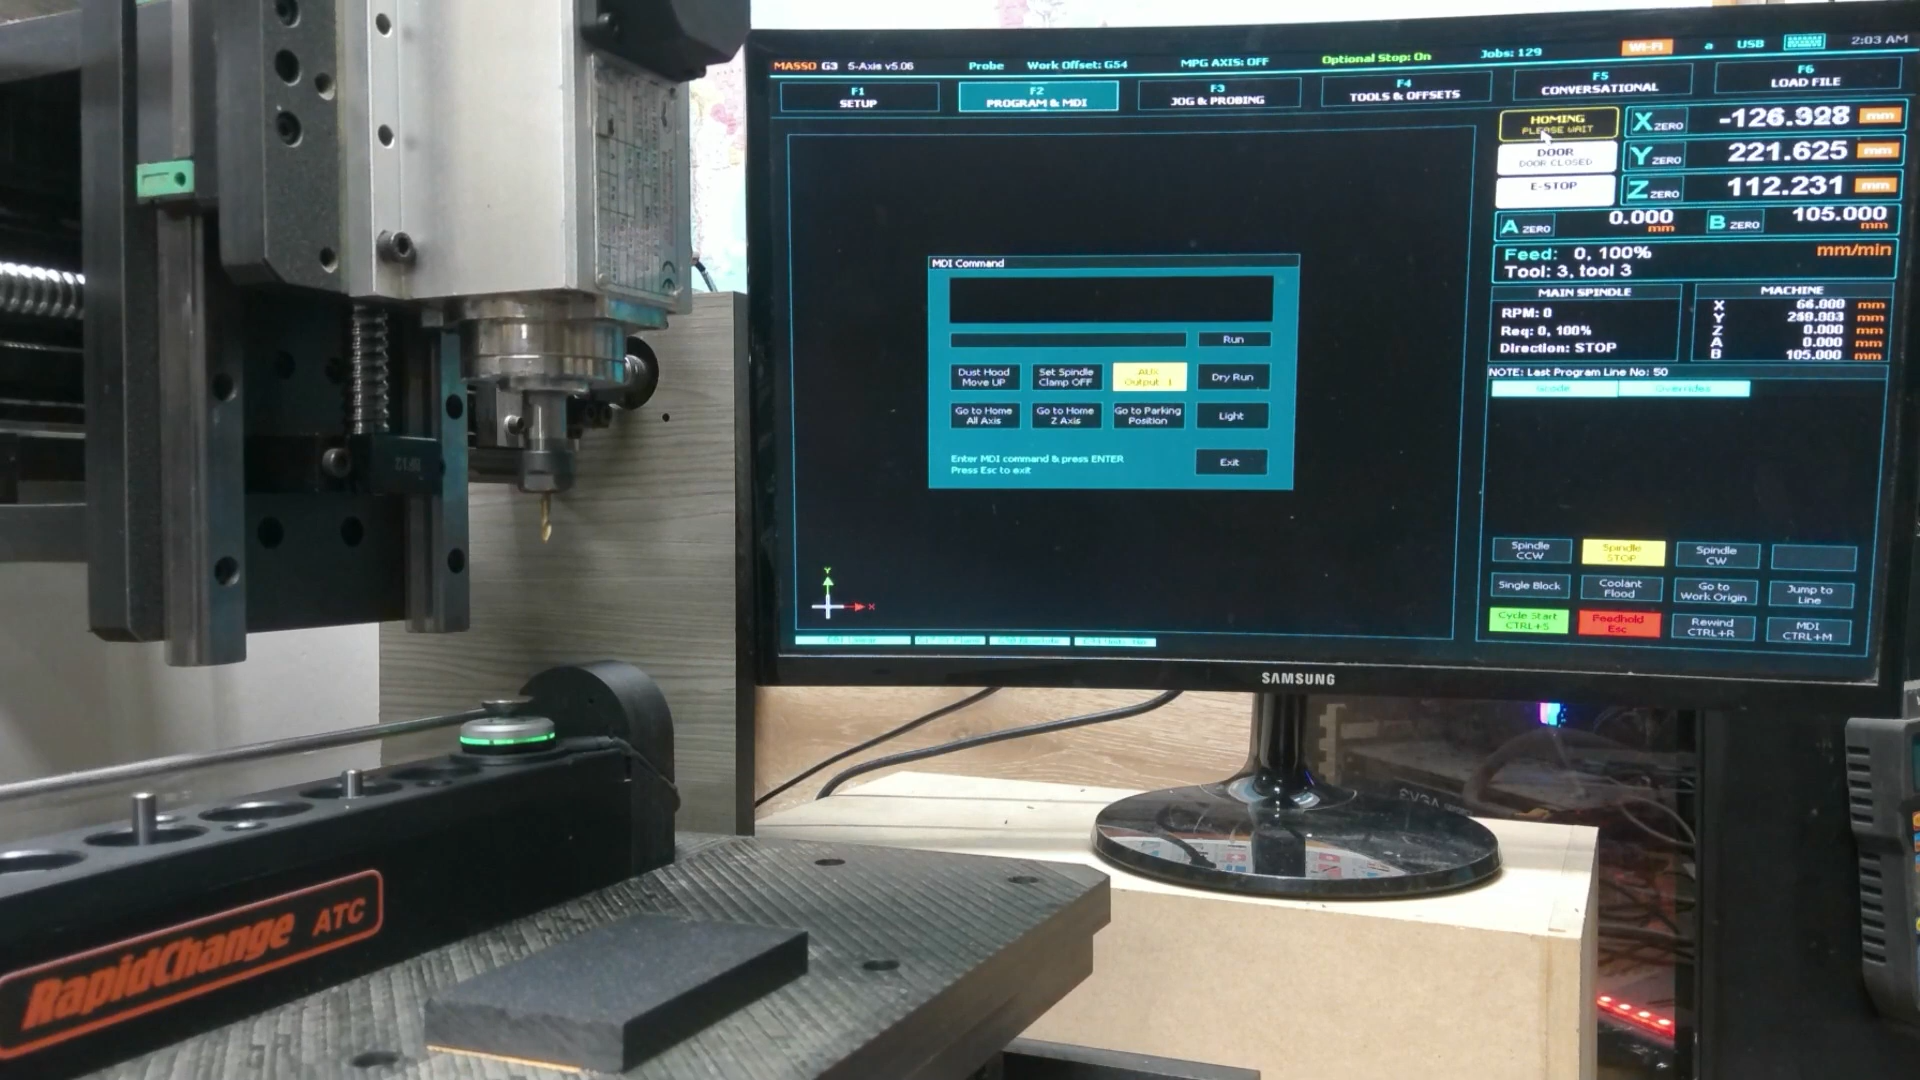 MASSO G3 5-Axis v5.06 Probe Work Offset: G54 MPG AXIS: OFF Optional Stop: On Jobs: 129 Wi-Fi a USB 2:03 AM
F1
SETUP
F2
PROGRAM & MDI
F3
JOG & PROBING
F4
TOOLS & OFFSETS
F5
CONVERSATIONAL
F6
LOAD FILE
HOMING
PLEASE WAIT
DOOR
DOOR CLOSED
E-STOP
X ZERO mm
Y ZERO 221.625 mm
Z ZERO 112.231 mm
A ZERO 0.000 mm B ZERO 105.000 mm
Feed: 0, 100% mm/min
Tool: 3, tool 3
MAIN SPINDLE
RPM: 0
Req: 0, 100%
Direction: STOP
MACHINE
X 66.000 mm
Y mm
Z 0.000 mm
A 0.000 mm
B 105.000 mm
NOTE: Last Program Line No: 50
Gcode Overrides
MDI Command
Run
Dust Hood
Move UP
Set Spindle
Clamp OFF
AUX
Output 1
Dry Run
Go to Home
All Axis
Go to Home
Z Axis
Go to Parking
Position
Light
Enter MDI command & press ENTER
Press Esc to exit
Exit
Y
X
Spindle
CCW
Spindle
STOP
Spindle
CW
Single Block
Coolant
Flood
Go to
Work Origin
Jump to
Line
Cycle Start
CTRL+S
Feedhold
Esc
Rewind
CTRL+R
MDI
CTRL+M
SAMSUNG
RapidChange ATC